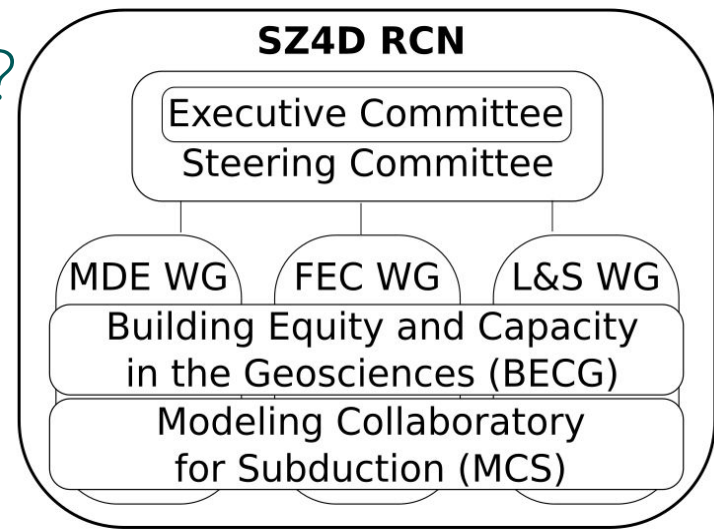 ?
SZ4D RCN
Executive Committee
Steering Committee
MDE WG
FEC WG
L&S WG
Building Equity and Capacity
in the Geosciences (BECG)
Modeling Collaboratory
for Subduction (MCS)